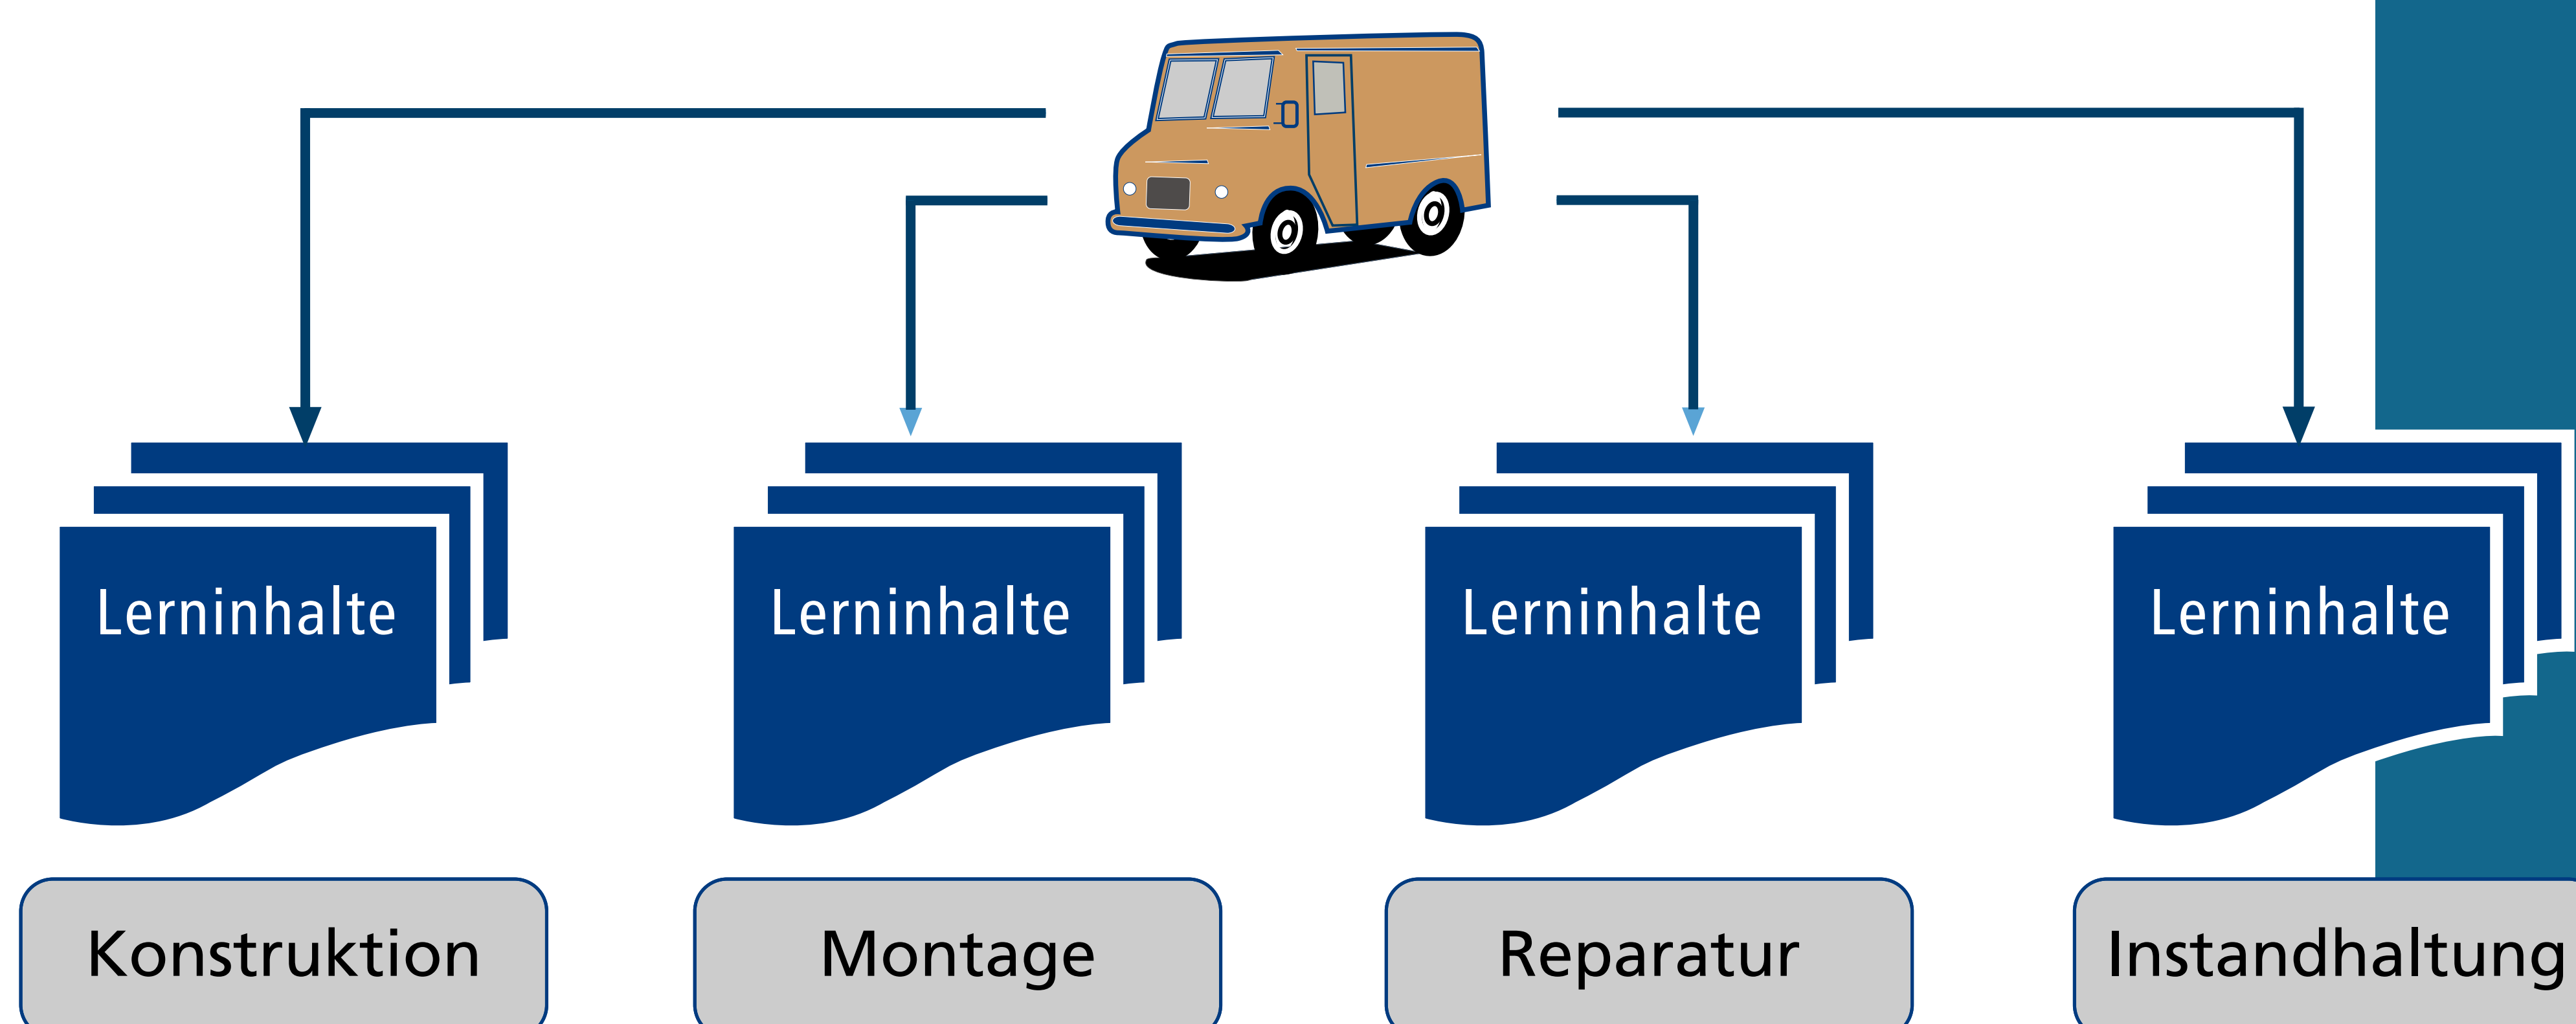 Lerninhalte
Lerninhalte
Lerninhalte
Lerninhalte
Konstruktion
Montage
Reparatur
Instandhaltung